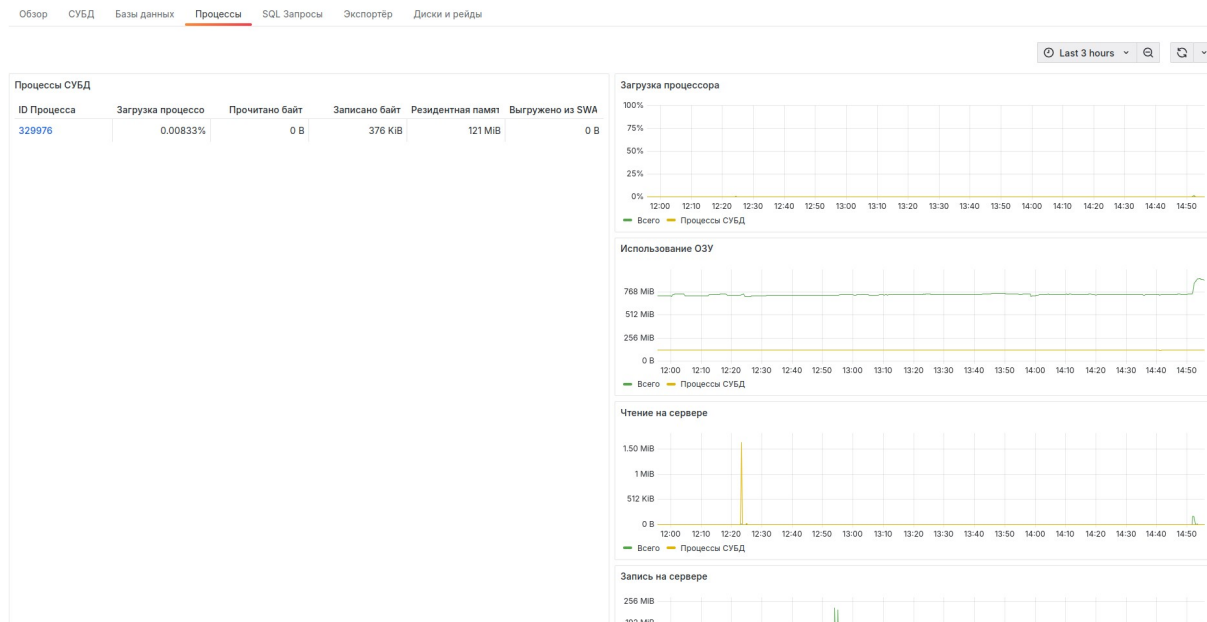 Обзор СУБД Базы данных Процессы SQL Запросы Экспортёр Диски и рейды
Last 3 hours
Процессы СУБД
ID Процесса Загрузка процессо Прочитано байт Записано байт Резидентная памят Выгружено из SWA
329976 0.00833% 0 B 376 KiB 121 MiB 0 B
Загрузка процессора
100%
75%
50%
25%
0%
12:00 12:10 12:20 12:30 12:40 12:50 13:00 13:10 13:20 13:30 13:40 13:50 14:00 14:10 14:20 14:30 14:40 14:50
Всего Процессы СУБД
Использование ОЗУ
768 MiB
512 MiB
256 MiB
0 B
12:00 12:10 12:20 12:30 12:40 12:50 13:00 13:10 13:20 13:30 13:40 13:50 14:00 14:10 14:20 14:30 14:40 14:50
Всего Процессы СУБД
Чтение на сервере
1.50 MiB
1 MiB
512 KiB
0 B
12:00 12:10 12:20 12:30 12:40 12:50 13:00 13:10 13:20 13:30 13:40 13:50 14:00 14:10 14:20 14:30 14:40 14:50
Всего Процессы СУБД
Запись на сервере
256 MiB
192 MiB